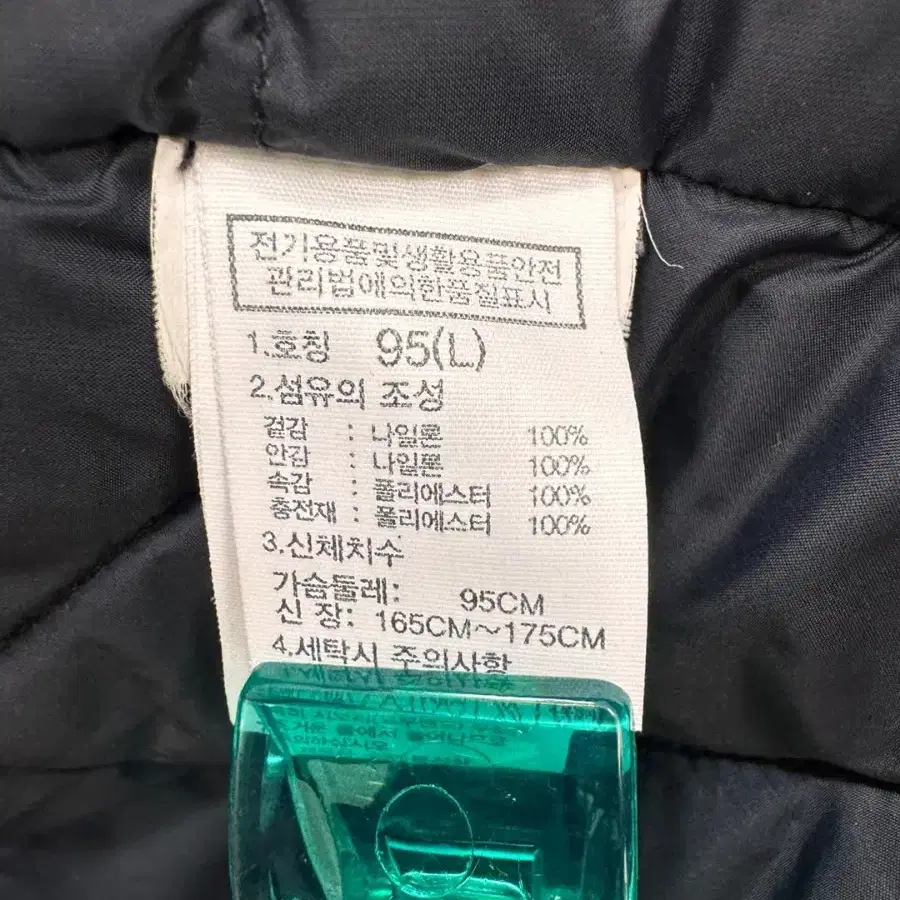 전기용품및생활용품안전
관리법에의한품질표시
1.호칭 95(L)
2.섬유의 조성
겉감 : 나일론 100%
안감 : 나일론 100%
속감 : 폴리에스터 100%
충전재 : 폴리에스터 100%
3.신체치수
가슴둘레: 95CM
신 장: 165CM~175CM
4.세탁시 주의사항